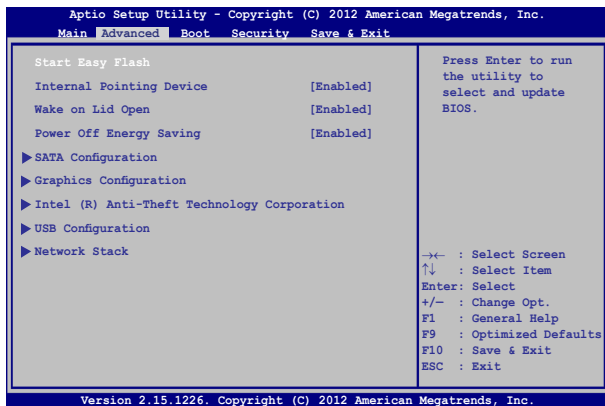 Aptio Setup Utility - Copyright (C) 2012 American Megatrends, Inc.
Main Advanced Boot Security Save & Exit
Start Easy Flash
Internal Pointing Device [Enabled]
Wake on Lid Open [Enabled]
Power Off Energy Saving [Enabled]
SATA Configuration
Graphics Configuration
Intel (R) Anti-Theft Technology Corporation
USB Configuration
Network Stack
Press Enter to run
the utility to
select and update
BIOS.
→← : Select Screen
↑↓ : Select Item
Enter: Select
+/— : Change Opt.
F1 : General Help
F9 : Optimized Defaults
F10 : Save & Exit
ESC : Exit
Version 2.15.1226. Copyright (C) 2012 American Megatrends, Inc.